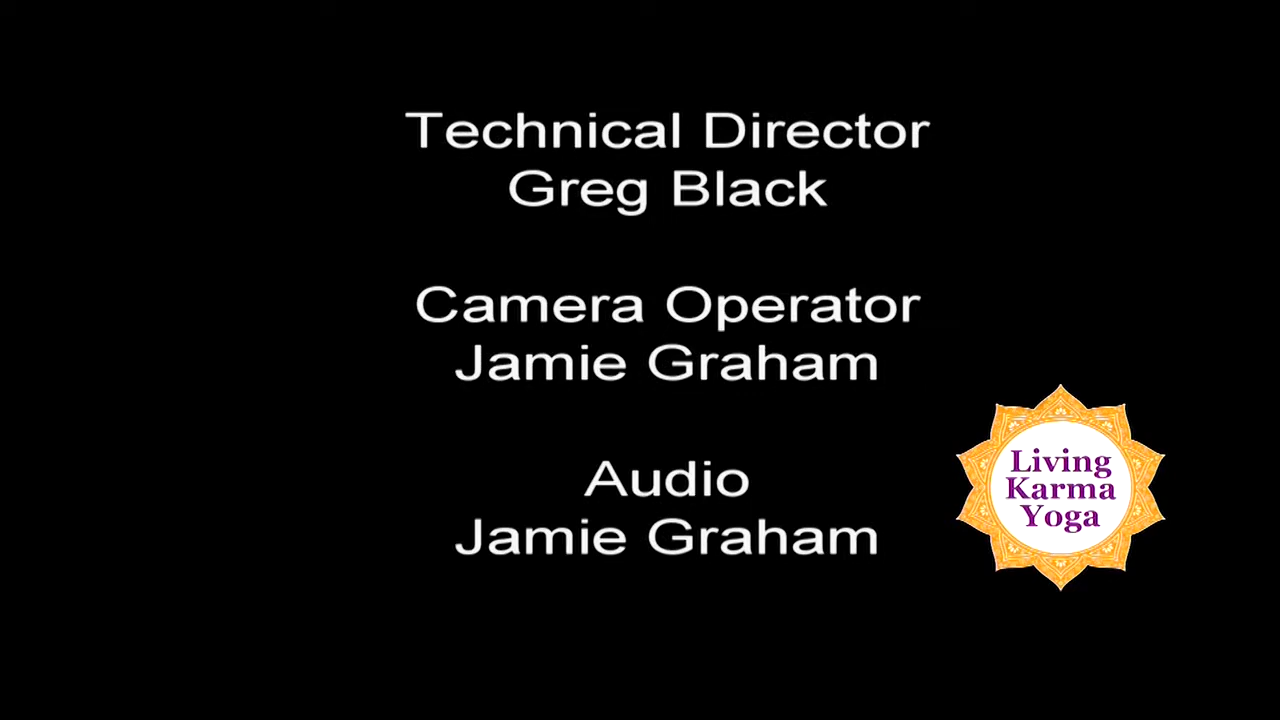 Technical Director
Greg Black
Camera Operator
Jamie Graham
Audio
Jamie Graham
Living
Karma
Yoga